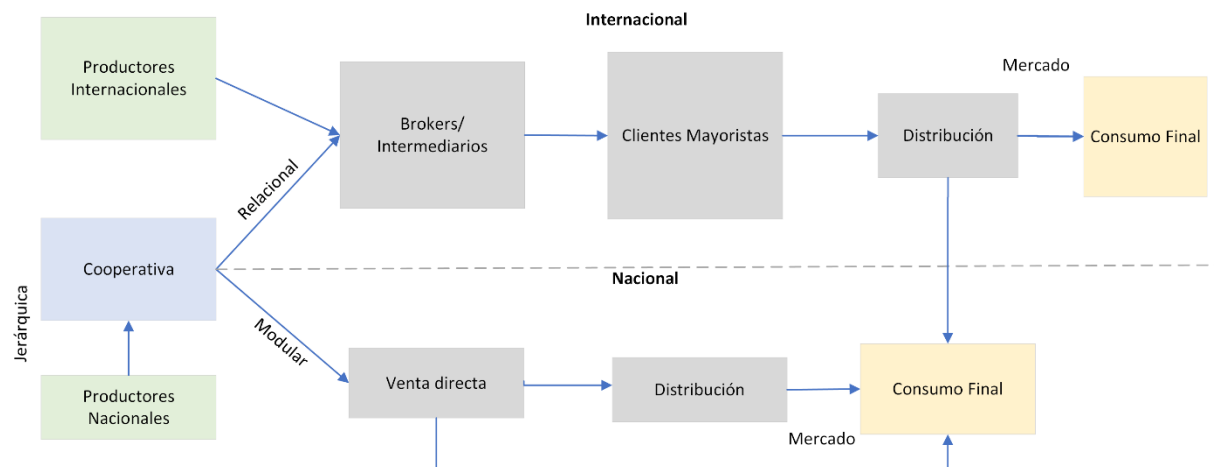 Internacional
Productores
Internacionales
Brokers/
Intermediarios
Clientes Mayoristas
Distribución
Mercado
Consumo Final
Relacional
Cooperativa
Nacional
Jerárquica
Modular
Productores
Nacionales
Venta directa
Distribución
Mercado
Consumo Final